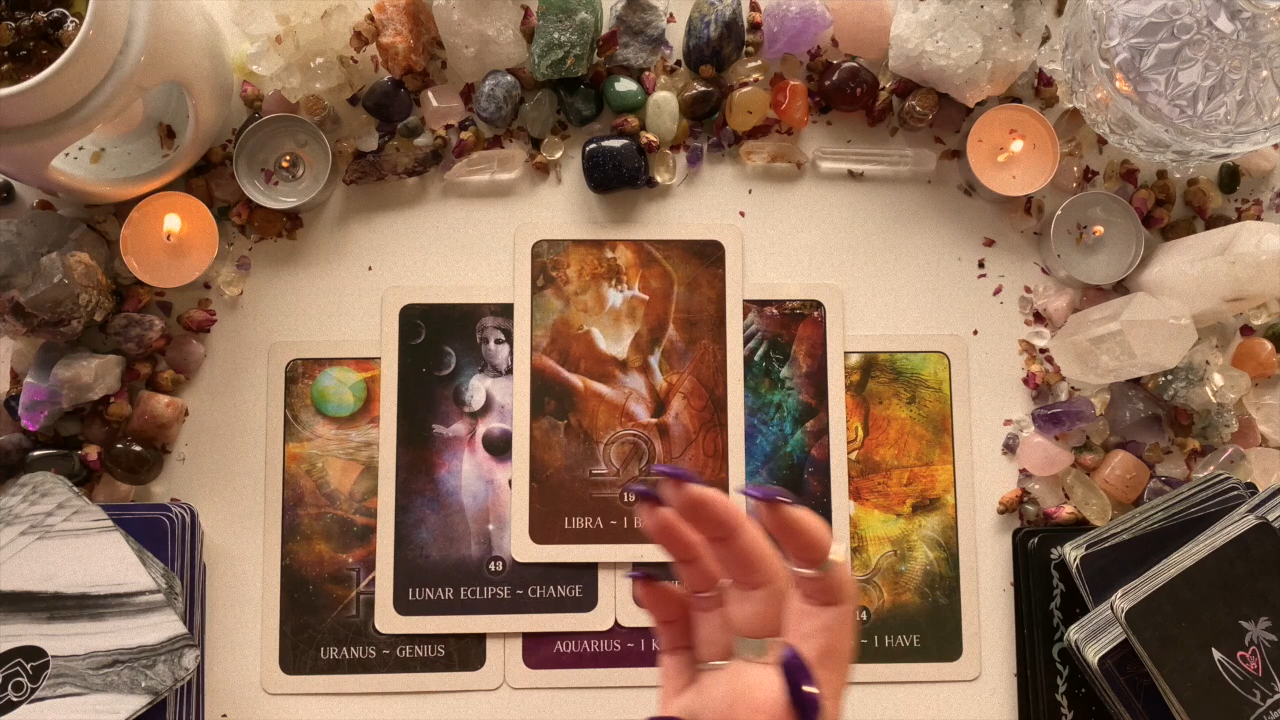 19
LIBRA ~ I
43
LUNAR ECLIPSE ~ CHANGE
14
~ I HAVE
AQUARIUS ~ I
URANUS ~ GENIUS